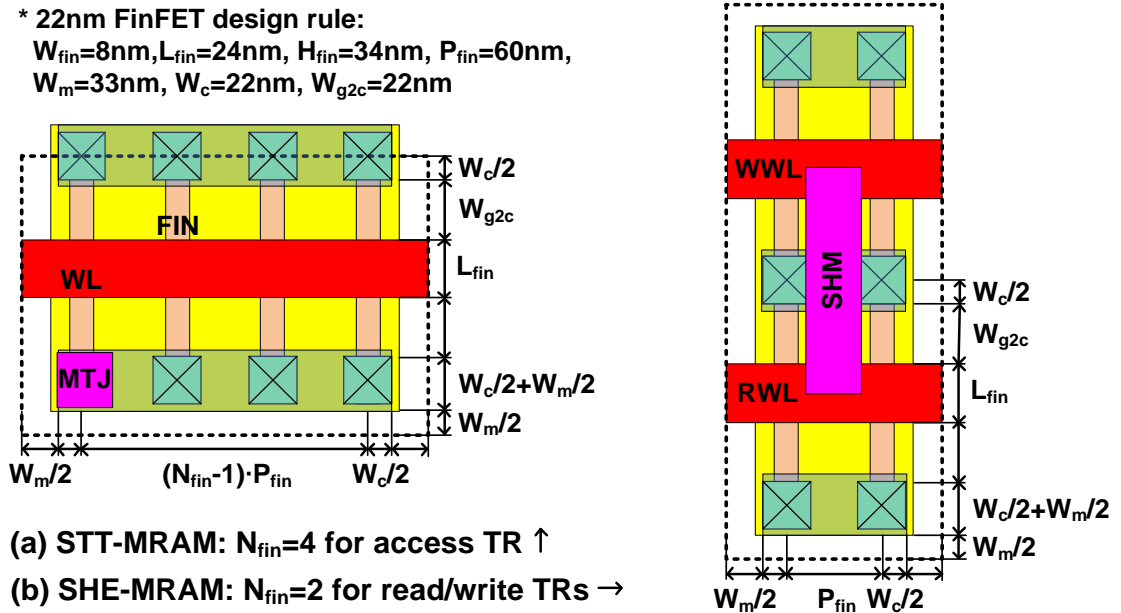 * 22nm FinFET design rule:
W_fin=8nm,L_fin=24nm, H_fin=34nm, P_fin=60nm,
W_m=33nm, W_c=22nm, W_g2c=22nm
W_c/2
W_g2c
FIN
WL
L_fin
MTJ
W_c/2+W_m/2
W_m/2
W_m/2
(N_fin-1)·P_fin
W_c/2
(a) STT-MRAM: N_fin=4 for access TR ↑
(b) SHE-MRAM: N_fin=2 for read/write TRs →
WWL
SHM
W_c/2
W_g2c
RWL
L_fin
W_c/2+W_m/2
W_m/2
W_m/2
P_fin
W_c/2